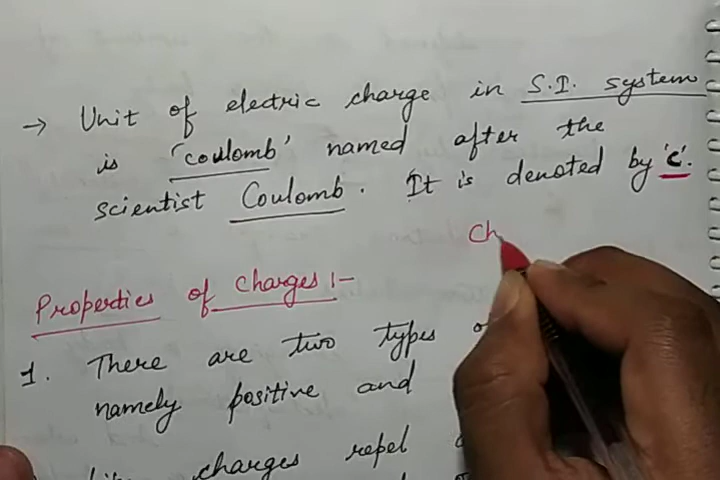 → Unit of electric charge in S.I. system
is 'coulomb' named after the
scientist Coulomb. It is denoted by 'C'.
Ch
Properties of charges :-
1. There are two types
namely positive and
charges repel